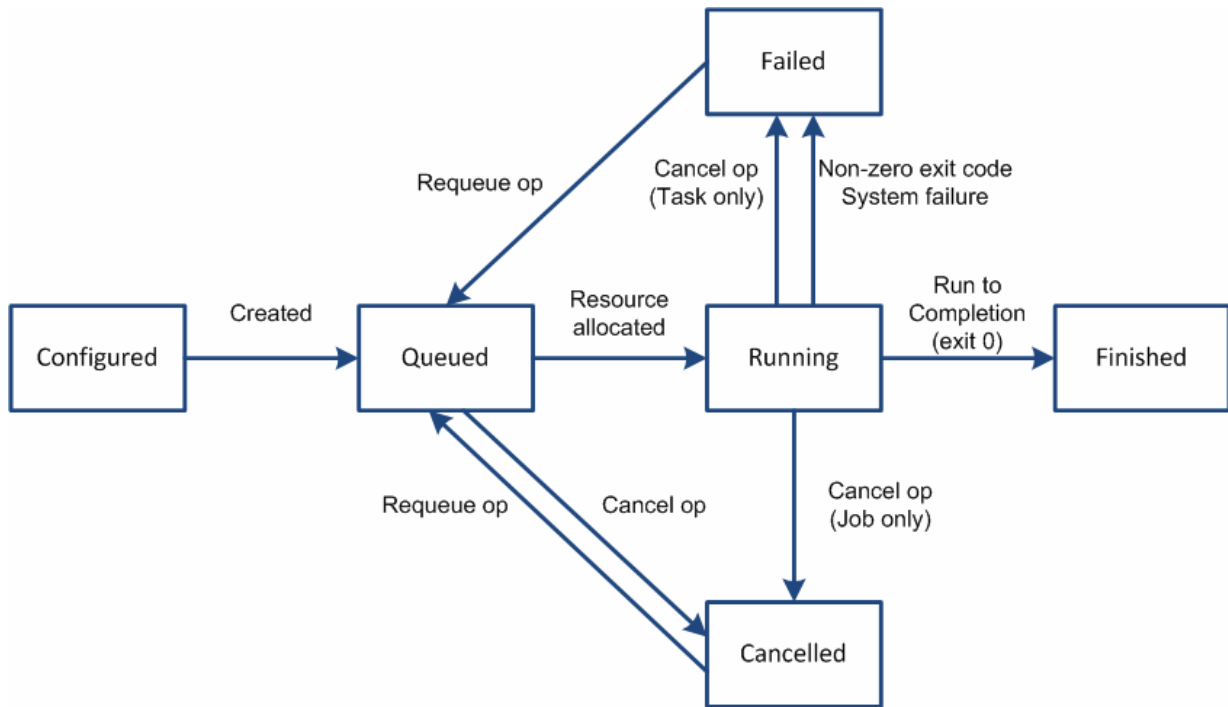 Failed
Requeue op
Cancel op
(Task only)
Non-zero exit code
System failure
Configured
Created
Queued
Resource
allocated
Running
Run to
Completion
(exit 0)
Finished
Requeue op
Cancel op
Cancel op
(Job only)
Cancelled